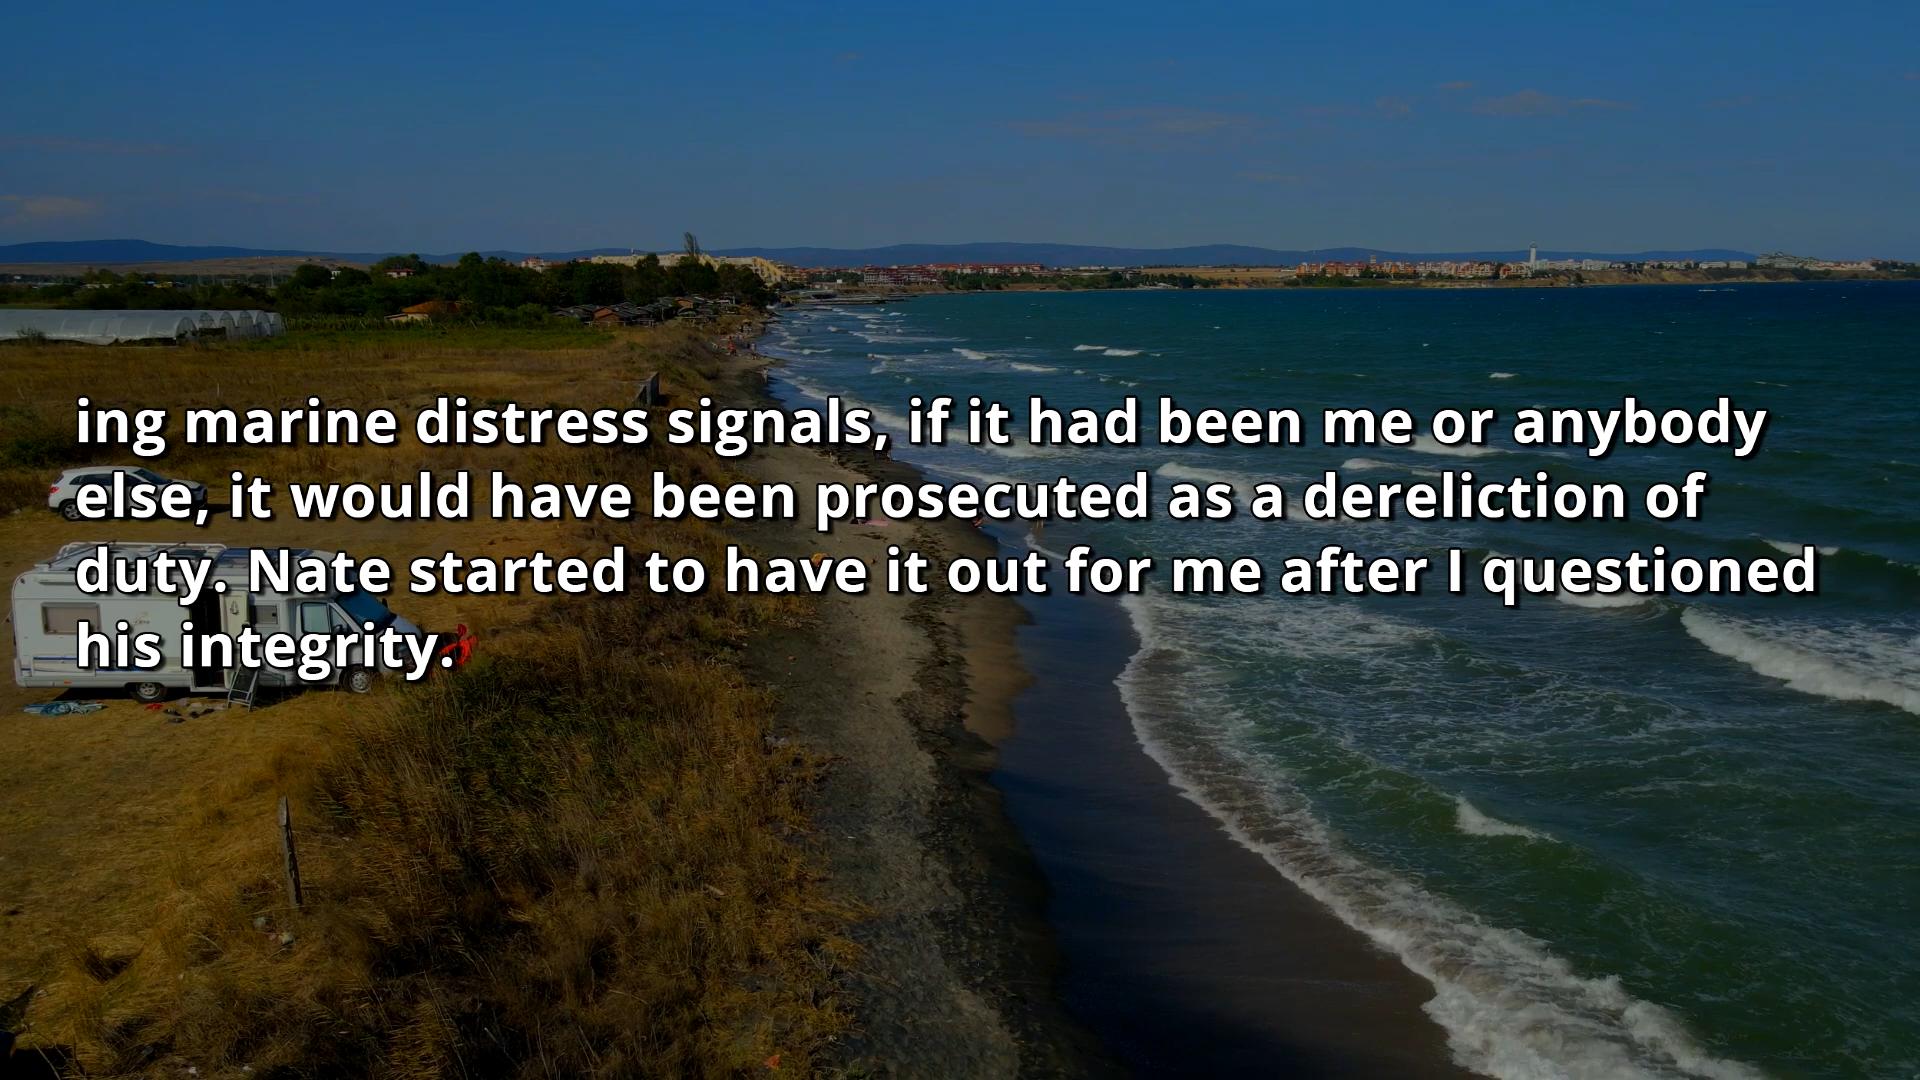 ing marine distress signals, if it had been me or anybody
else, it would have been prosecuted as a dereliction of
duty. Nate started to have it out for me after I questioned
his integrity.